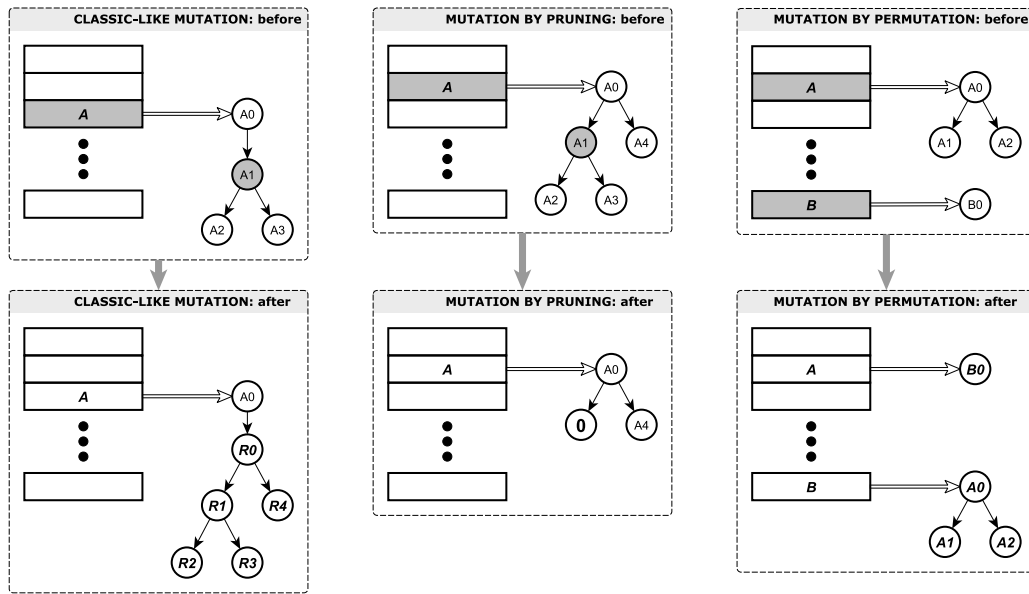 CLASSIC-LIKE MUTATION: before
A
A0
A1
A2 A3
MUTATION BY PRUNING: before
A
A0
A1 A4
A2 A3
MUTATION BY PERMUTATION: before
A
A0
A1 A2
B
B0
CLASSIC-LIKE MUTATION: after
A
A0
R0
R1 R4
R2 R3
MUTATION BY PRUNING: after
A
A0
0 A4
MUTATION BY PERMUTATION: after
A
B0
B
A0
A1 A2